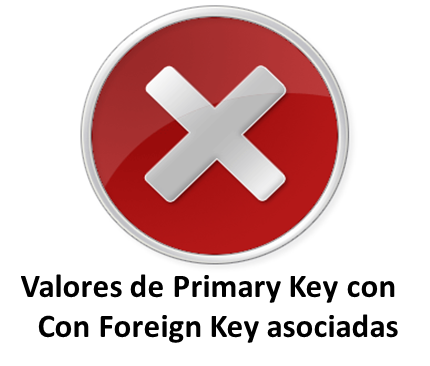 Valores de Primary Key con
Con Foreign Key asociadas